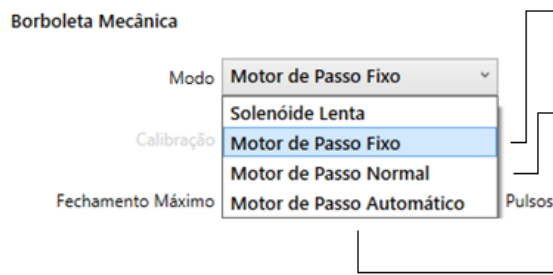 Borboleta Mecânica
Modo Motor de Passo Fixo
Solenóide Lenta
Calibração Motor de Passo Fixo
Motor de Passo Normal
Fechamento Máximo Motor de Passo Automático Pulsos